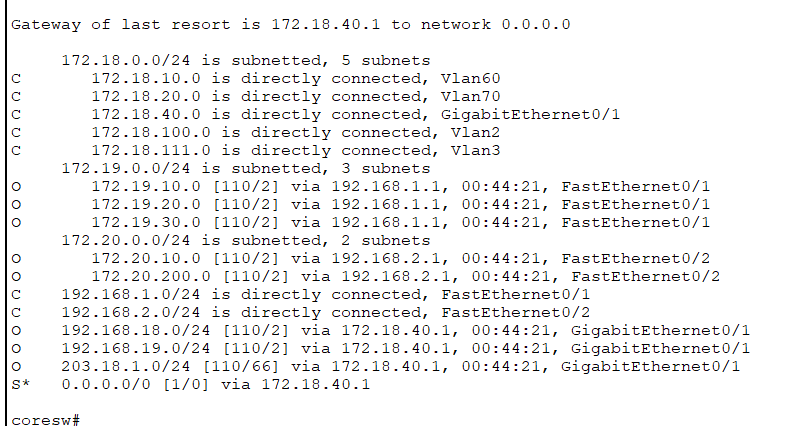 Gateway of last resort is 172.18.40.1 to network 0.0.0.0
172.18.0.0/24 is subnetted, 5 subnets
C 172.18.10.0 is directly connected, Vlan60
C 172.18.20.0 is directly connected, Vlan70
C 172.18.40.0 is directly connected, GigabitEthernet0/1
C 172.18.100.0 is directly connected, Vlan2
C 172.18.111.0 is directly connected, Vlan3
172.19.0.0/24 is subnetted, 3 subnets
O 172.19.10.0 [110/2] via 192.168.1.1, 00:44:21, FastEthernet0/1
O 172.19.20.0 [110/2] via 192.168.1.1, 00:44:21, FastEthernet0/1
O 172.19.30.0 [110/2] via 192.168.1.1, 00:44:21, FastEthernet0/1
172.20.0.0/24 is subnetted, 2 subnets
O 172.20.10.0 [110/2] via 192.168.2.1, 00:44:21, FastEthernet0/2
O 172.20.200.0 [110/2] via 192.168.2.1, 00:44:21, FastEthernet0/2
C 192.168.1.0/24 is directly connected, FastEthernet0/1
C 192.168.2.0/24 is directly connected, FastEthernet0/2
O 192.168.18.0/24 [110/2] via 172.18.40.1, 00:44:21, GigabitEthernet0/1
O 192.168.19.0/24 [110/2] via 172.18.40.1, 00:44:21, GigabitEthernet0/1
O 203.18.1.0/24 [110/66] via 172.18.40.1, 00:44:21, GigabitEthernet0/1
S* 0.0.0.0/0 [1/0] via 172.18.40.1
coresw#